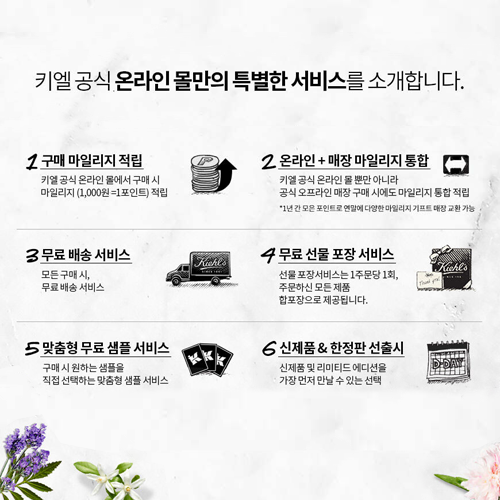 키엘 공식 온라인 몰만의 특별한 서비스를 소개합니다.
1 구매 마일리지 적립
키엘 공식 온라인 몰에서 구매 시
마일리지 (1,000원 =1포인트) 적립
P
2 온라인 + 매장 마일리지 통합
키엘 공식 온라인 몰 뿐만 아니라
공식 오프라인 매장 구매 시에도 마일리지 통합 적립
*1년 간 모은 포인트로 연말에 다양한 마일리지 기프트 매장 교환 가능
3 무료 배송 서비스
모든 구매 시,
무료 배송 서비스
Kiehl's
SINCE 1851
4 무료 선물 포장 서비스
선물 포장서비스는 1주문당 1회,
주문하신 모든 제품
합포장으로 제공됩니다.
Kiehl's
Thank you
5 맞춤형 무료 샘플 서비스
구매 시 원하는 샘플을
직접 선택하는 맞춤형 샘플 서비스
6 신제품 & 한정판 선출시
신제품 및 리미티드 에디션을
가장 먼저 만날 수 있는 선택
D-DAY